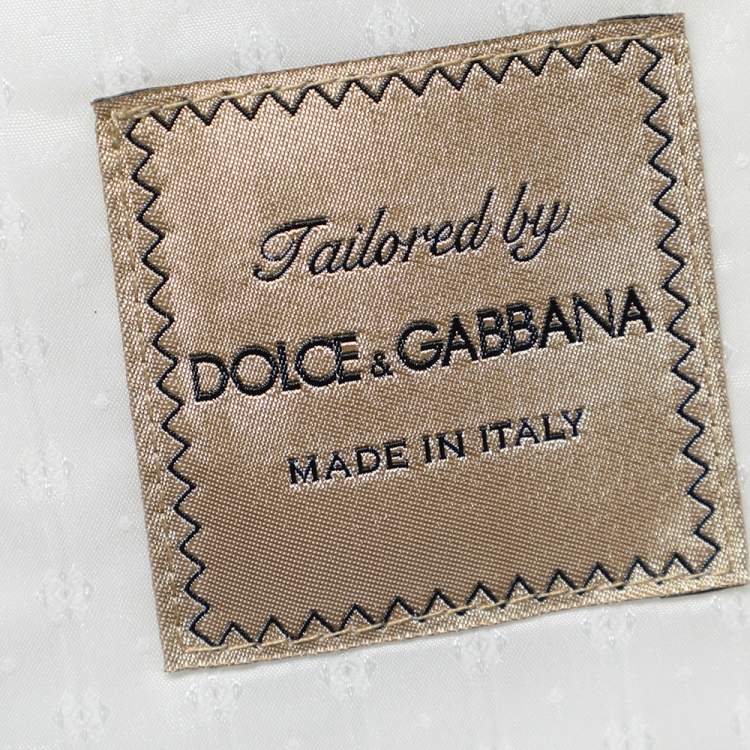 Tailored by
DOLCE & GABBANA
MADE IN ITALY